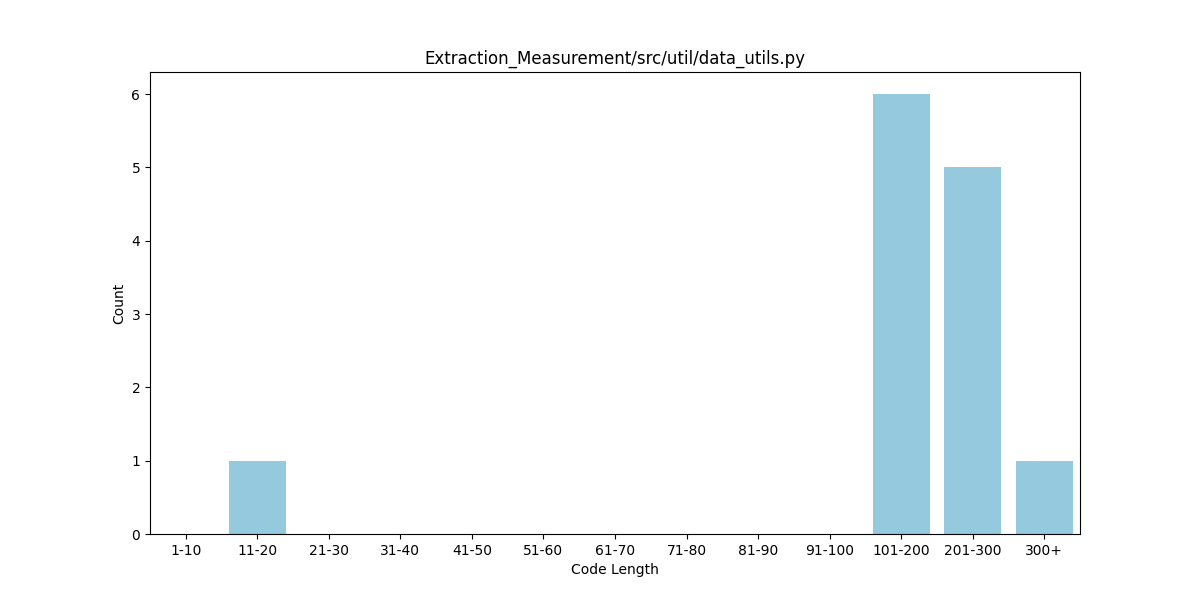 Extraction_Measurement/src/util/data_utils.py
6
5
4
3
2
1
0
Count
1-10 11-20 21-30 31-40 41-50 51-60 61-70 71-80 81-90 91-100 101-200 201-300 300+
Code Length